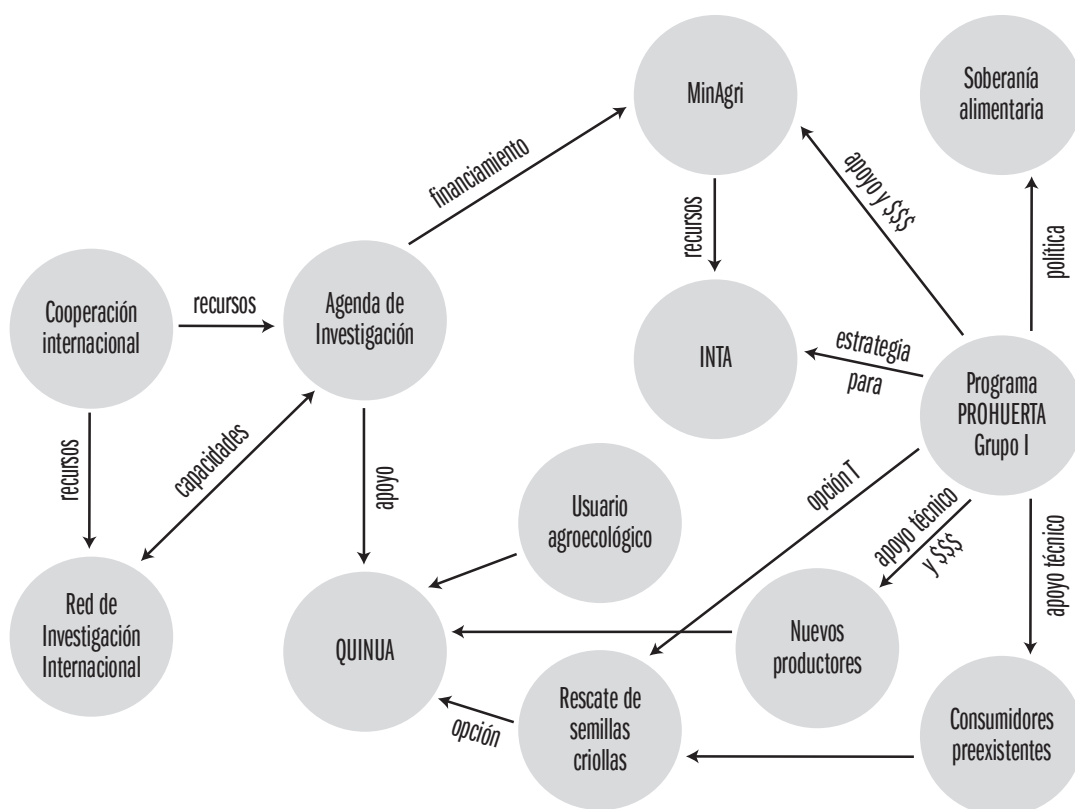 MinAgri
Soberanía
alimentaria
financiamiento
apoyo y $$$
recursos
política
Cooperación
internacional
recursos
Agenda de
Investigación
INTA
estrategia
para
Programa
PROHUERTA
Grupo I
recursos
capacidades
apoyo
Usuario
agroecológico
opción T
apoyo técnico
y $$$
apoyo técnico
Red de
Investigación
Internacional
QUINUA
Nuevos
productores
opción
Rescate de
semillas
criollas
Consumidores
preexistentes